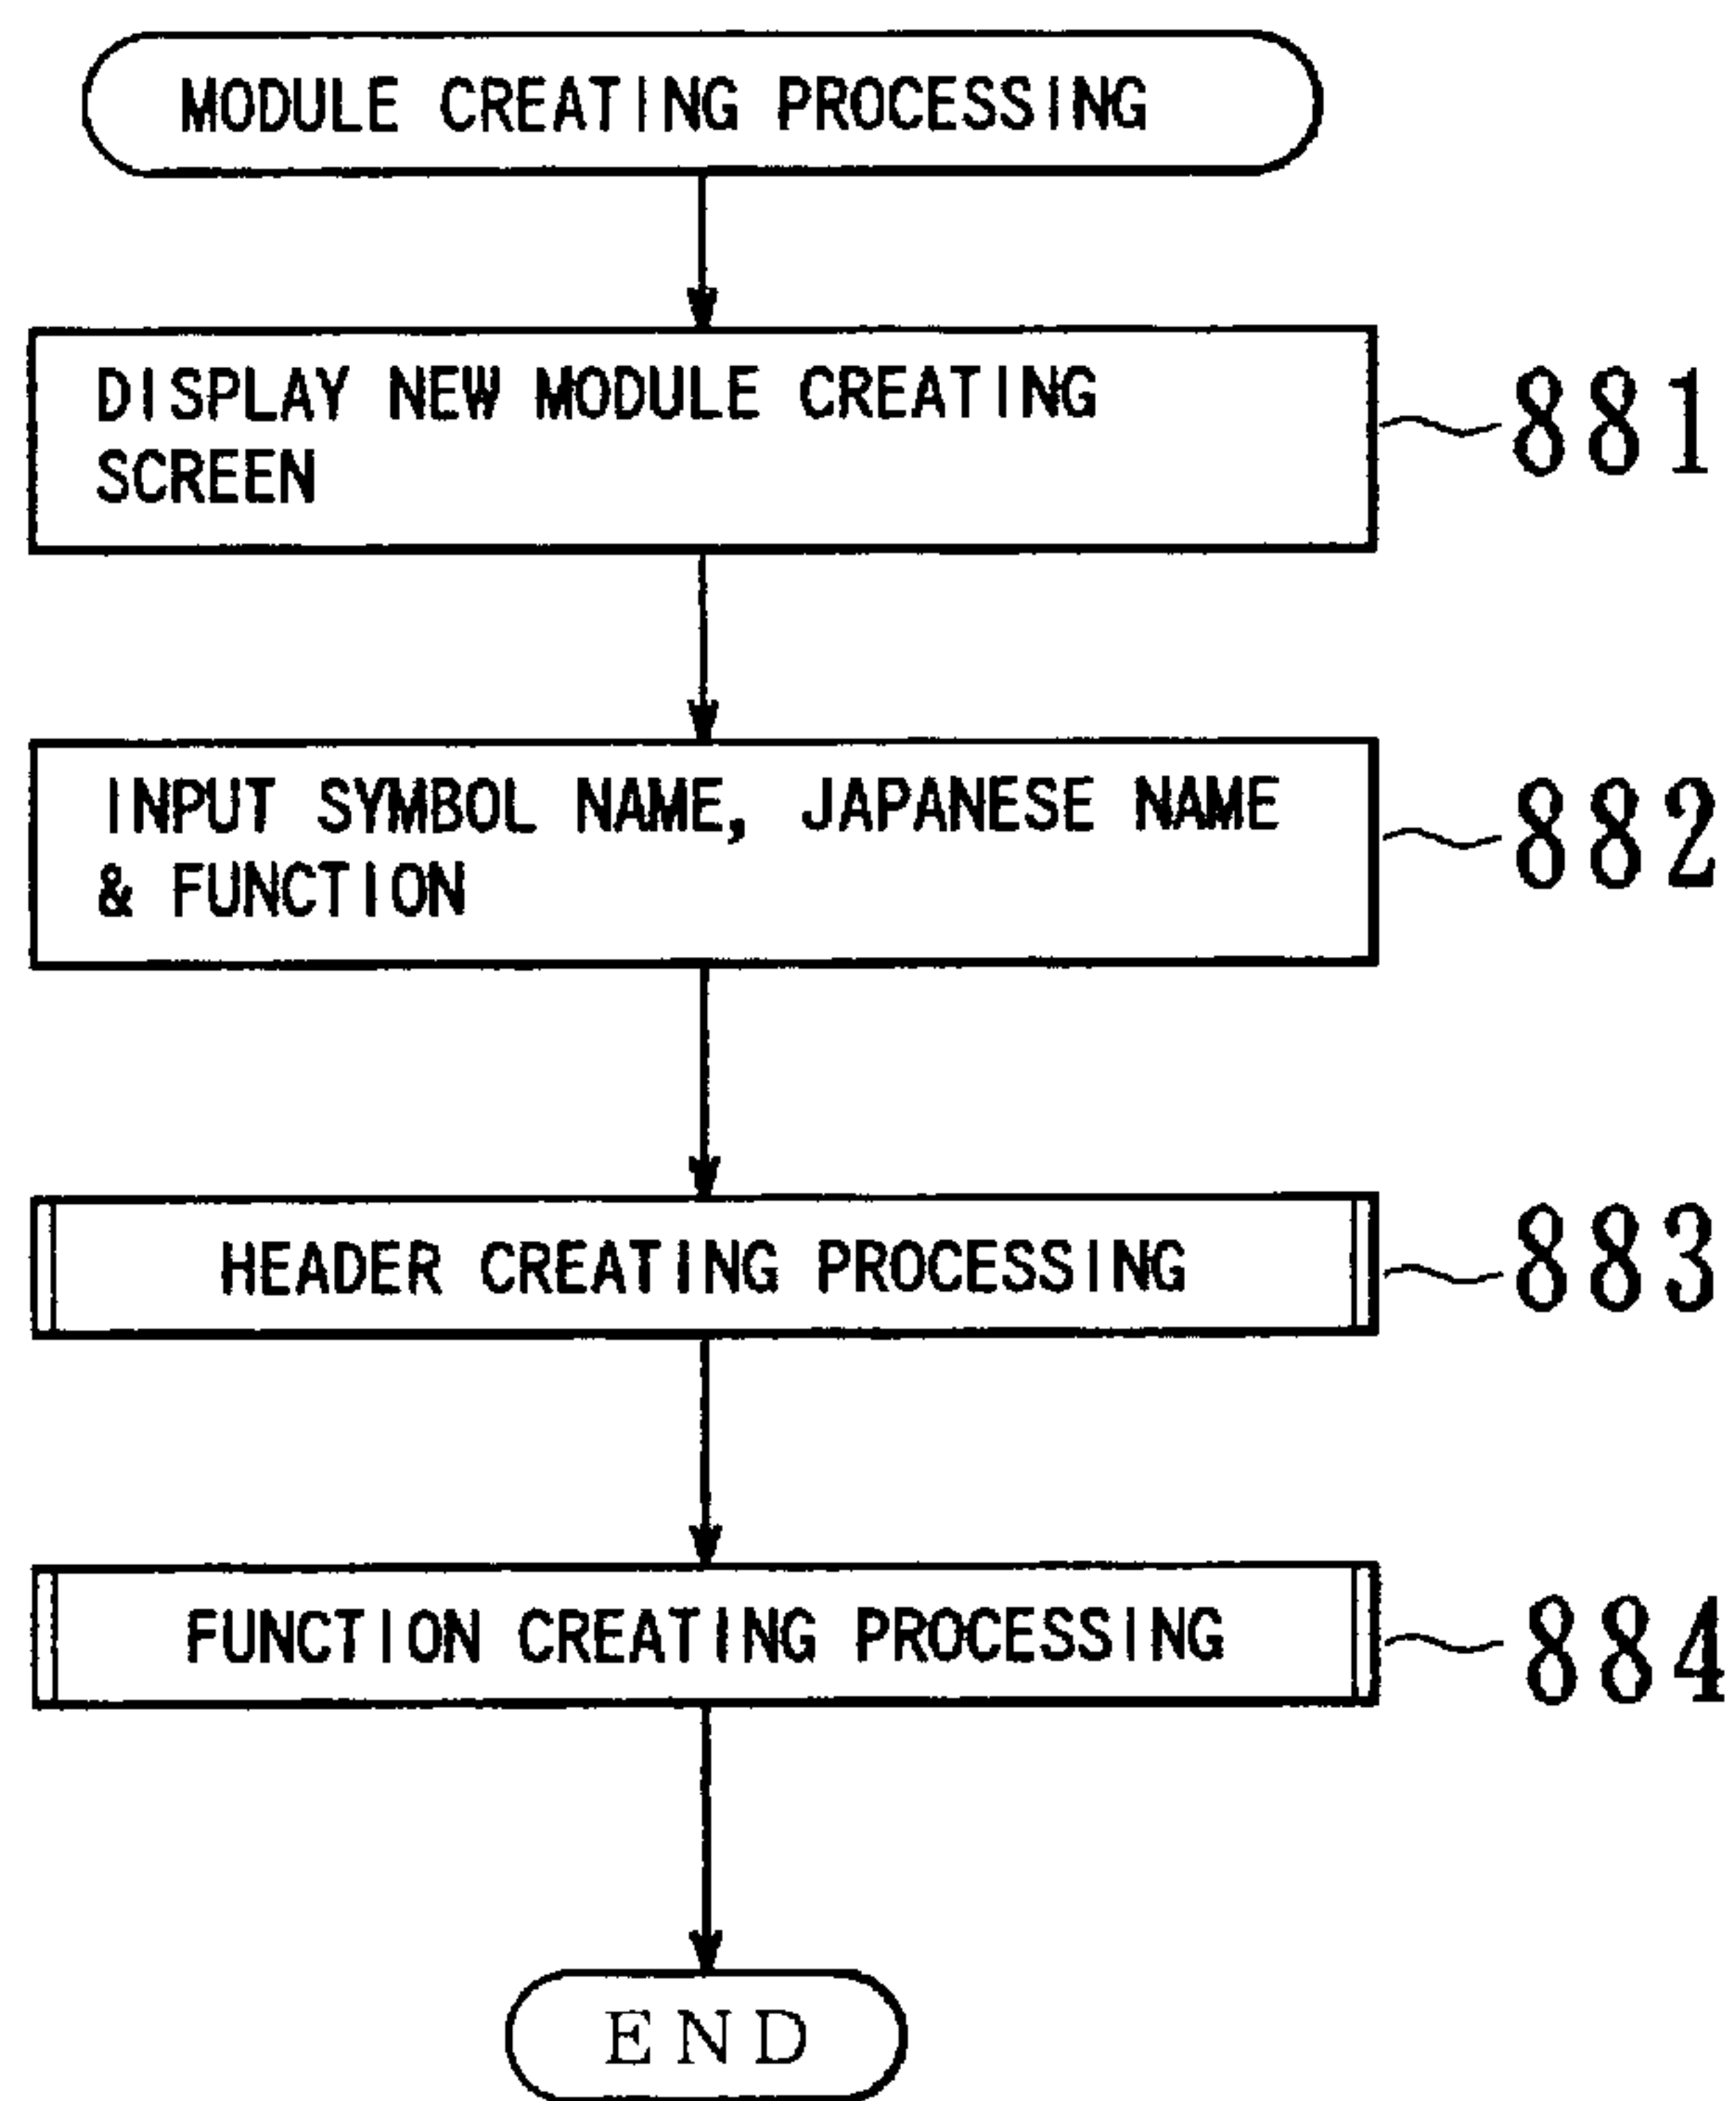 MODULE CREATING PROCESSING
DISPLAY NEW MODULE CREATING
SCREEN
881
INPUT SYMBOL NAME, JAPANESE NAME
& FUNCTION
882
HEADER CREATING PROCESSING
883
FUNCTION CREATING PROCESSING
884
END